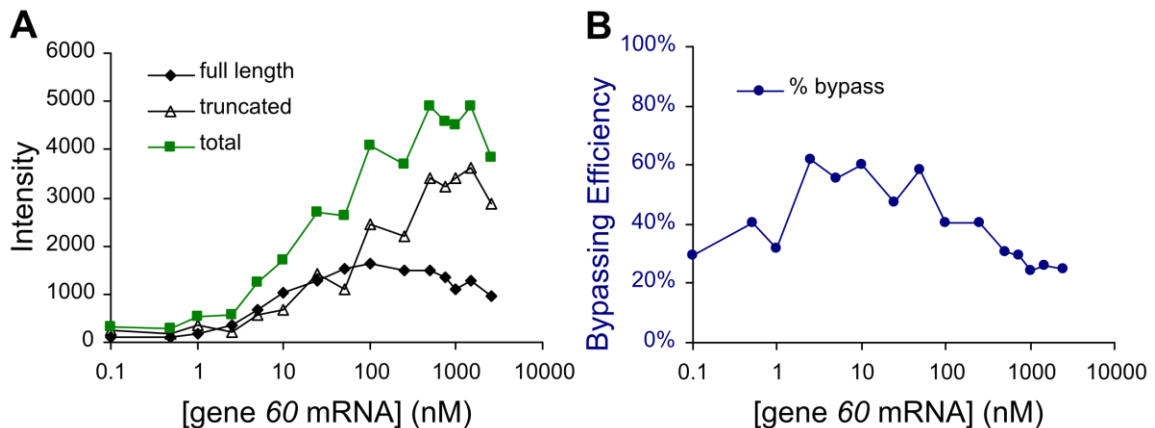 A
6000
5000
4000
3000
2000
1000
0
Intensity
full length
truncated
total
0.1
1
10
100
1000
10000
[gene 60 mRNA] (nM)
B
100%
80%
60%
40%
20%
0%
Bypassing Efficiency
% bypass
0.1
1
10
100
1000
10000
[gene 60 mRNA] (nM)